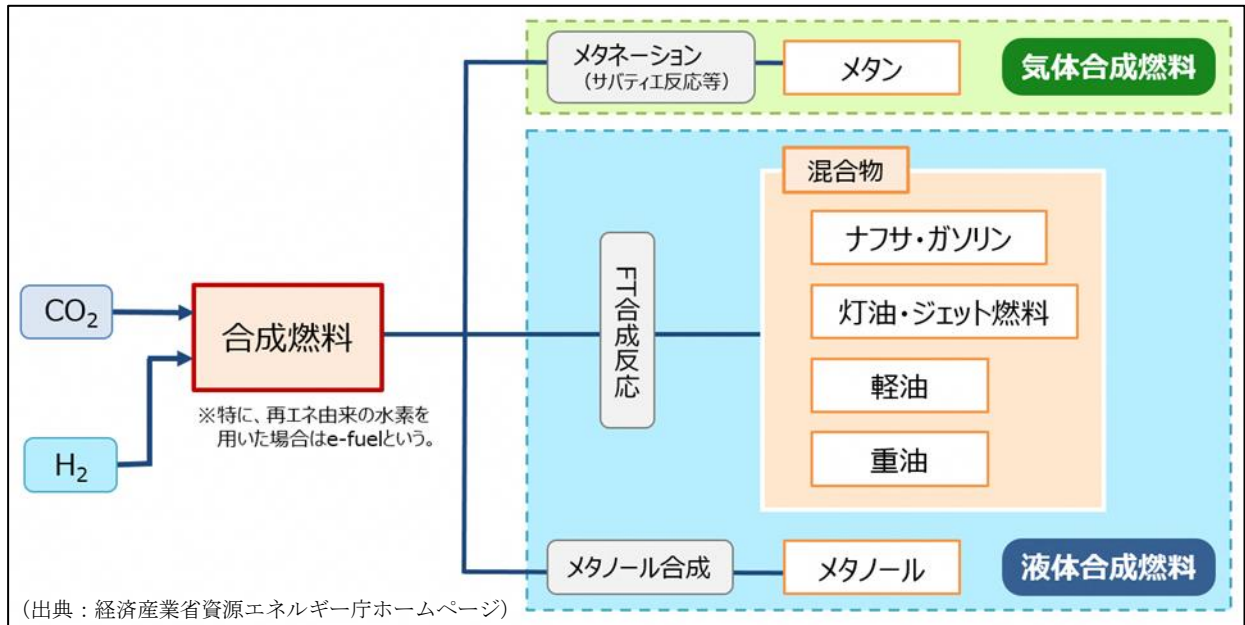 メタネーション
（サバティエ反応等）
メタン
気体合成燃料
混合物
ナフサ・ガソリン
灯油・ジェット燃料
軽油
重油
FT合成反応
CO₂
H₂
合成燃料
※特に、再エネ由来の水素を
用いた場合はe-fuelという。
メタノール合成
メタノール
液体合成燃料
（出典：経済産業省資源エネルギー庁ホームページ）